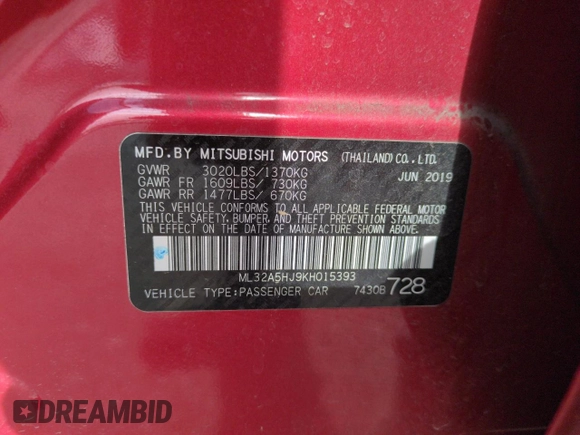 MFD.BY MITSUBISHI MOTORS (THAILAND) CO., LTD.
GVWR 3020LBS/1370KG JUN 2019
GAWR FR 1609LBS/ 730KG
GAWR RR 1477LBS/ 670KG
THIS VEHICLE CONFORMS TO ALL APPLICABLE FEDERAL MOTOR
VEHICLE SAFETY, BUMPER, AND THEFT PREVENTION STANDARDS
IN EFFECT ON THE DATE OF MANUFACTURE SHOWN ABOVE.
ML32A5HJ9KH015393
VEHICLE TYPE:PASSENGER CAR 7430B 728
DREAMBID